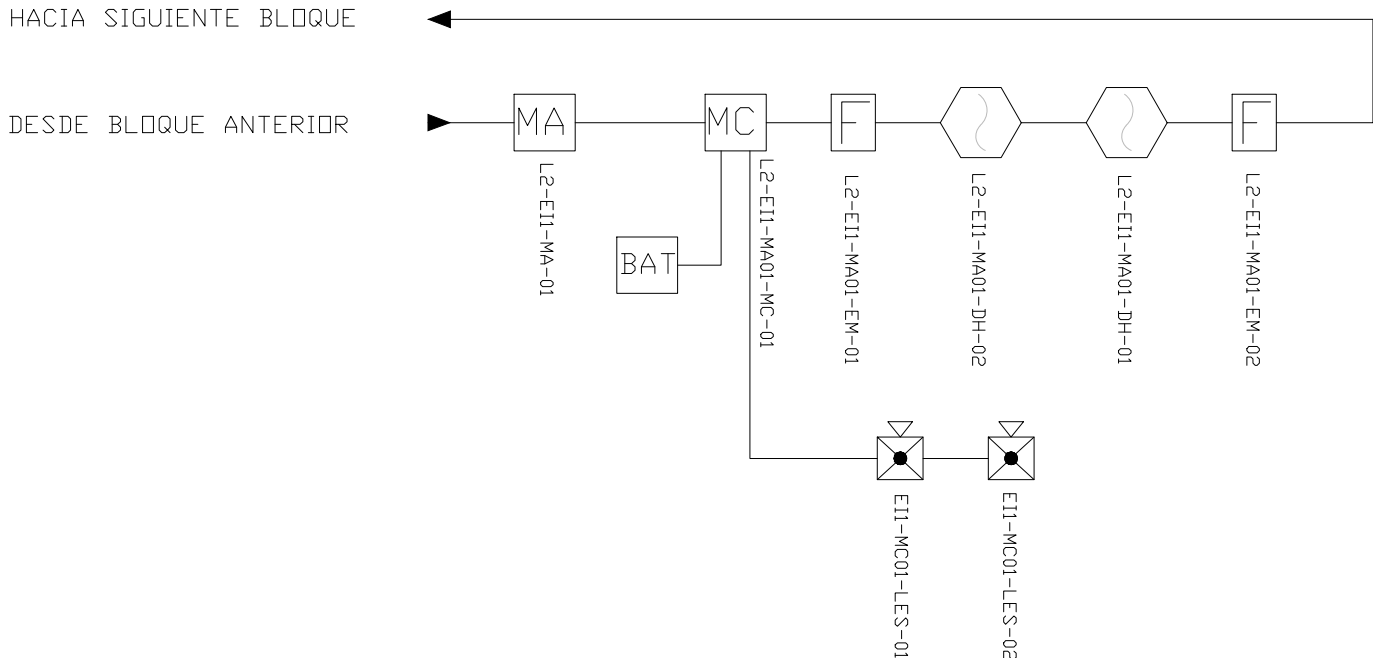 HACIA SIGUIENTE BLOQUE
DESDE BLOQUE ANTERIOR
MA
MC
F
F
L2-EI1-MA-01
L2-EI1-MA01-MC-01
L2-EI1-MA01-EM-01
L2-EI1-MA01-DH-02
L2-EI1-MA01-DH-01
L2-EI1-MA01-EM-02
BAT
EI1-MC01-LES-01
EI1-MC01-LES-02